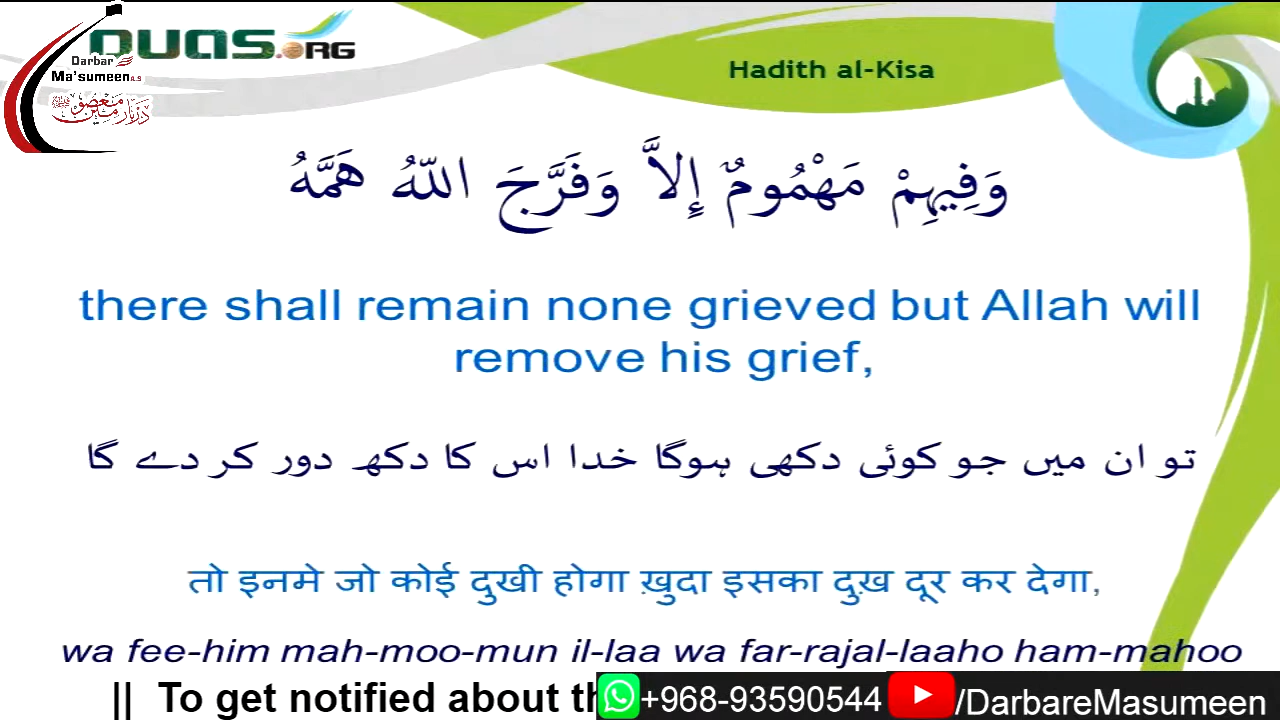 DUAS.ORG
Darbar
Ma'sumeen A.S
Hadith al-Kisa
وَفِيهِمْ مَهْمُومٌ إِلاَّ وَفَرَّجَ اللّهُ هَمَّهُ
there shall remain none grieved but Allah will
remove his grief,
تو ان میں جو کوئی دکھی ہوگا خدا اس کا دکھ دور کر دے گا
तो इनमे जो कोई दुखी होगा ख़ुदा इसका दुख़ दूर कर देगा,
wa fee-him mah-moo-mun il-laa wa far-rajal-laaho ham-mahoo
|| To get notified about th
+968-93590544 /DarbareMasumeen